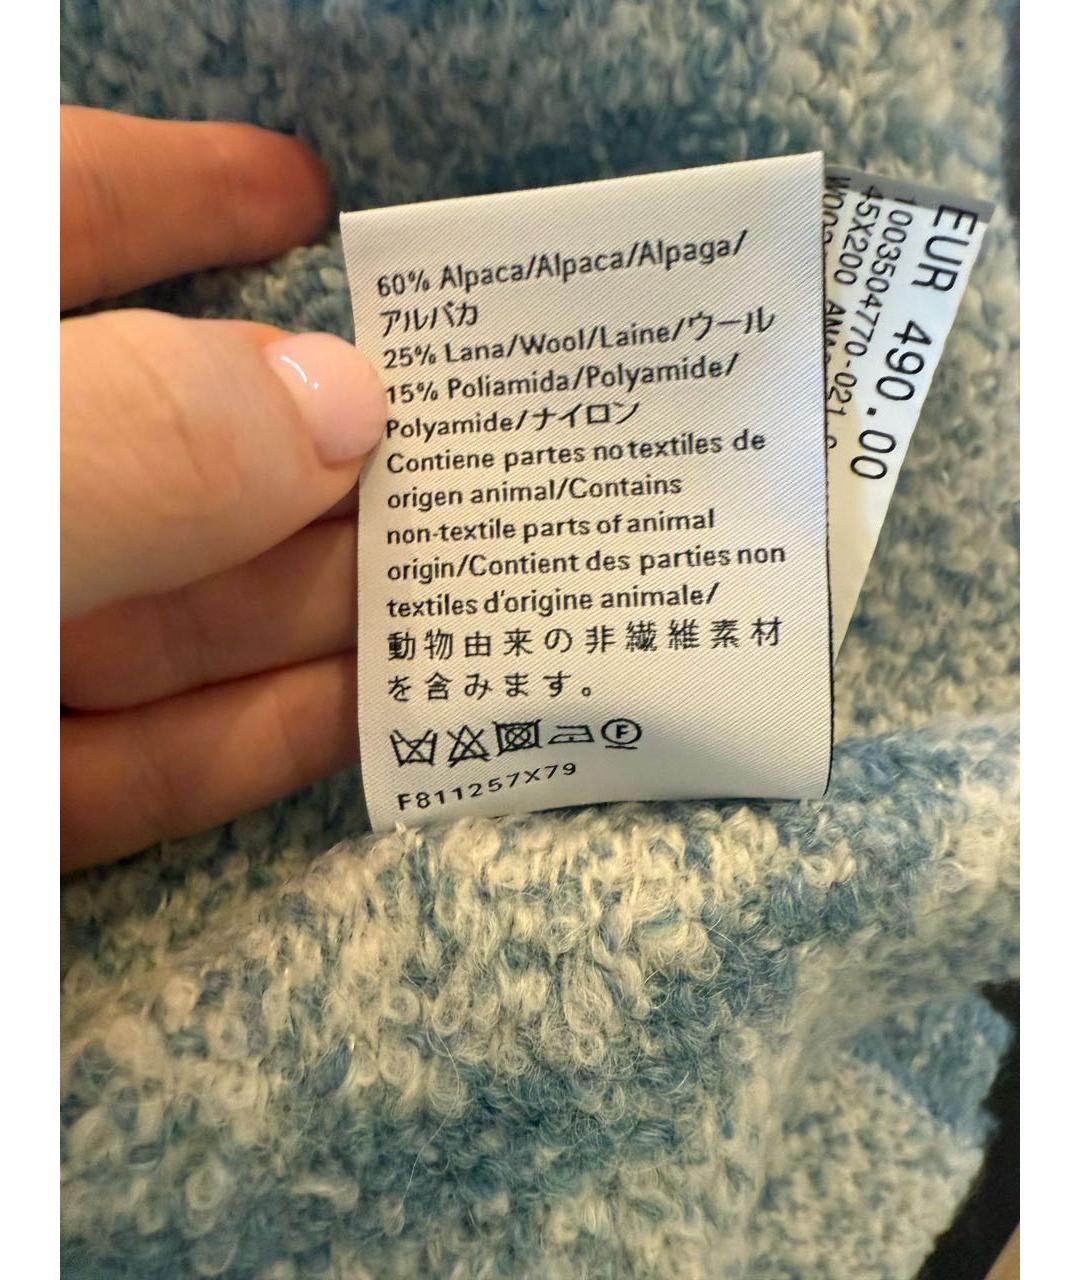 60% Alpaca/Alpaca/Alpaga/
アルパカ
25% Lana/Wool/Laine/ウール
15% Poliamida/Polyamide/
Polyamide/ナイロン
Contiene partes no textiles de
origen animal/Contains
non-textile parts of animal
origin/Contient des parties non
textiles d'origine animale/
動物由来の非繊維素材
を含みます。
F
F811257X79
EUR 490.00
1003504770-021
45X200